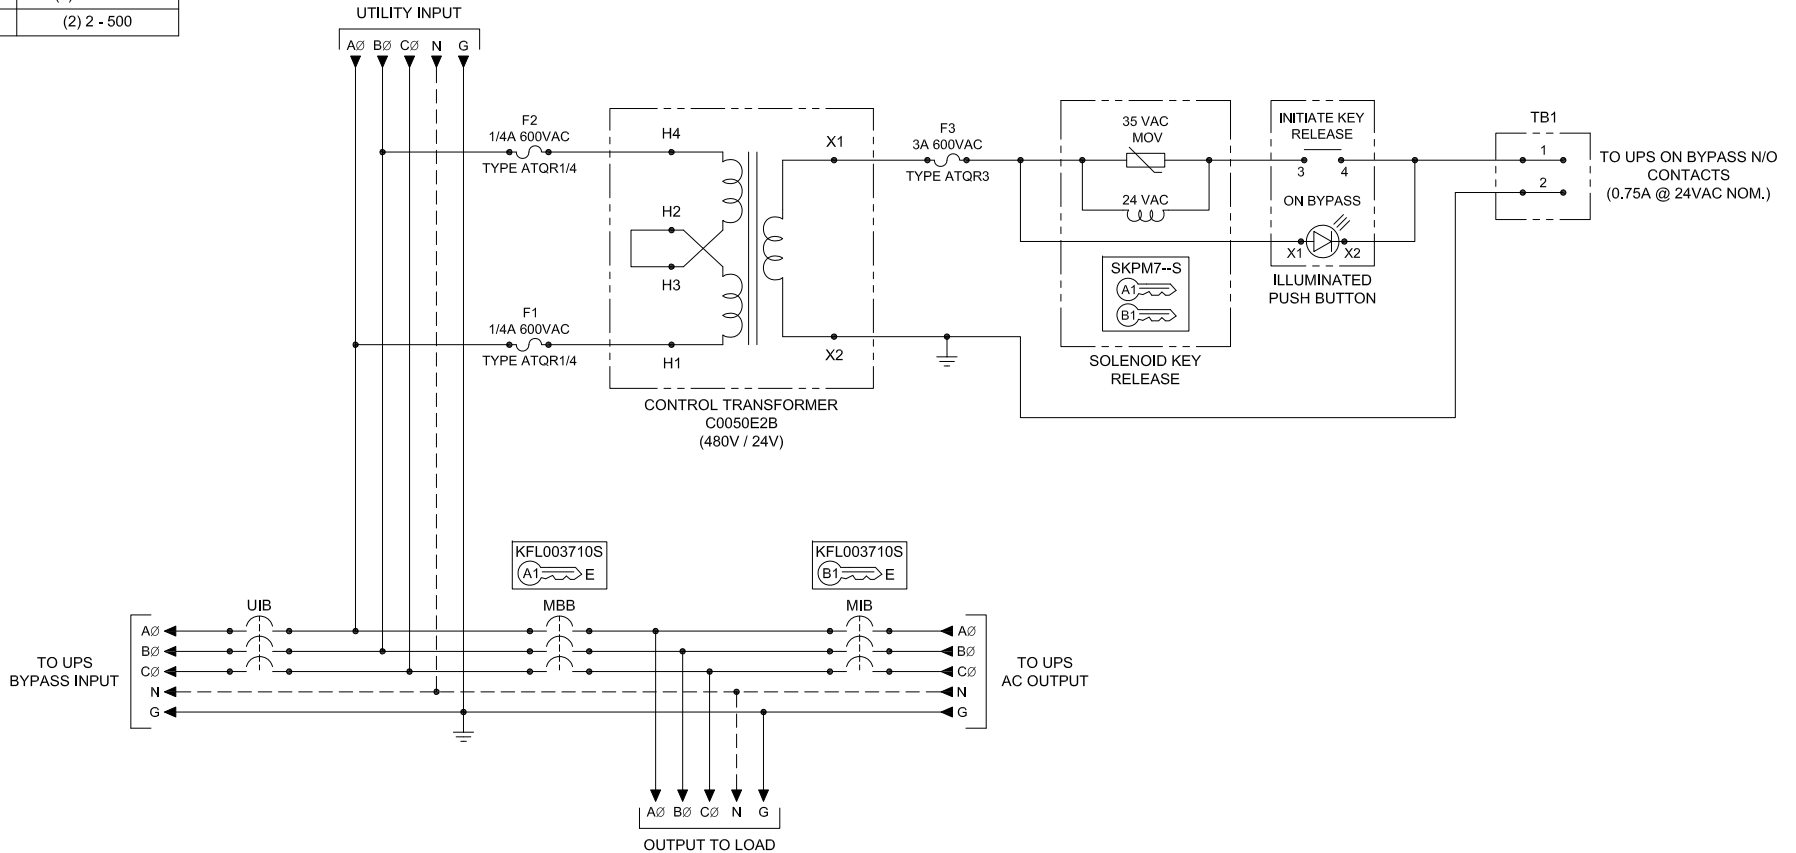 (2) 2 - 500
UTILITY INPUT
AØ BØ CØ N G
F2
1/4A 600VAC
TYPE ATQR1/4
H4
H2
H3
H1
F1
1/4A 600VAC
TYPE ATQR1/4
X1
X2
CONTROL TRANSFORMER
C0050E2B
(480V / 24V)
F3
3A 600VAC
TYPE ATQR3
35 VAC
MOV
24 VAC
SKPM7--S
A1
B1
SOLENOID KEY
RELEASE
INITIATE KEY
RELEASE
3 4
ON BYPASS
X1 X2
ILLUMINATED
PUSH BUTTON
TB1
1
2
TO UPS ON BYPASS N/O
CONTACTS
(0.75A @ 24VAC NOM.)
KFL003710S
A1 E
KFL003710S
B1 E
UIB
MBB
MIB
TO UPS
BYPASS INPUT
AØ
BØ
CØ
N
G
AØ
BØ
CØ
N
G
TO UPS
AC OUTPUT
AØ BØ CØ N G
OUTPUT TO LOAD